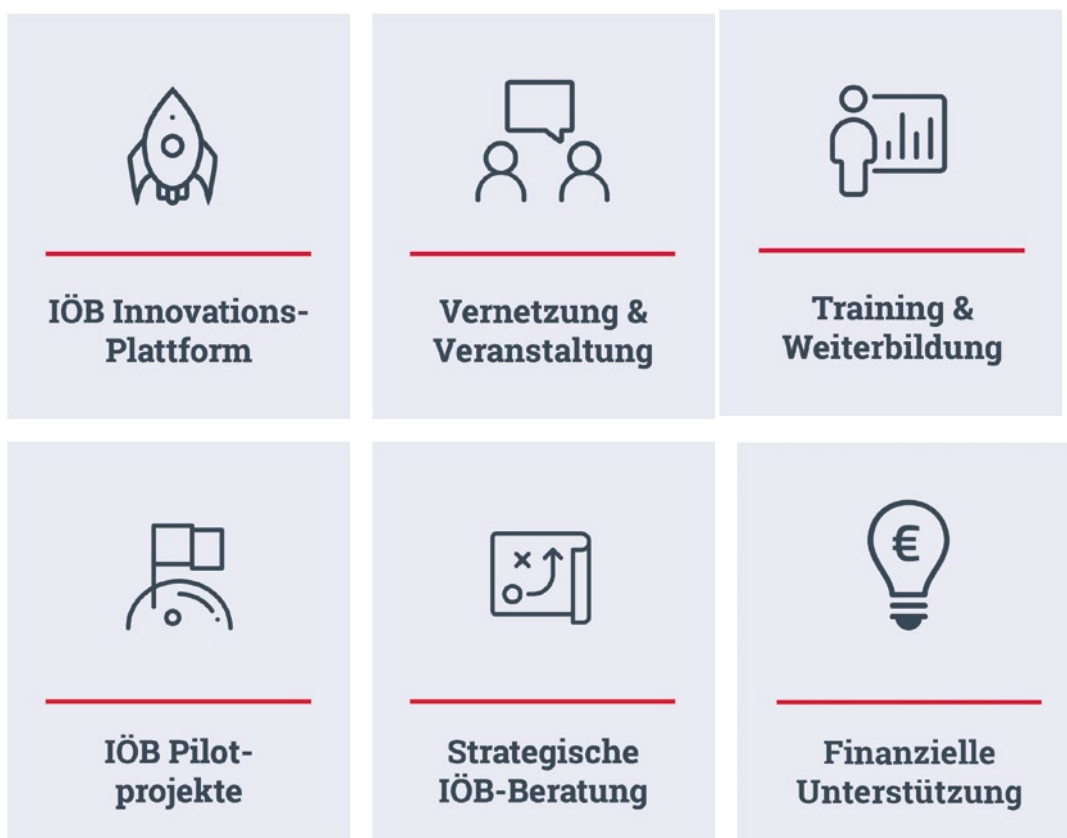 IÖB Innovations-
Plattform
Vernetzung &
Veranstaltung
Training &
Weiterbildung
€
IÖB Pilot-
projekte
Strategische
IÖB-Beratung
Finanzielle
Unterstützung